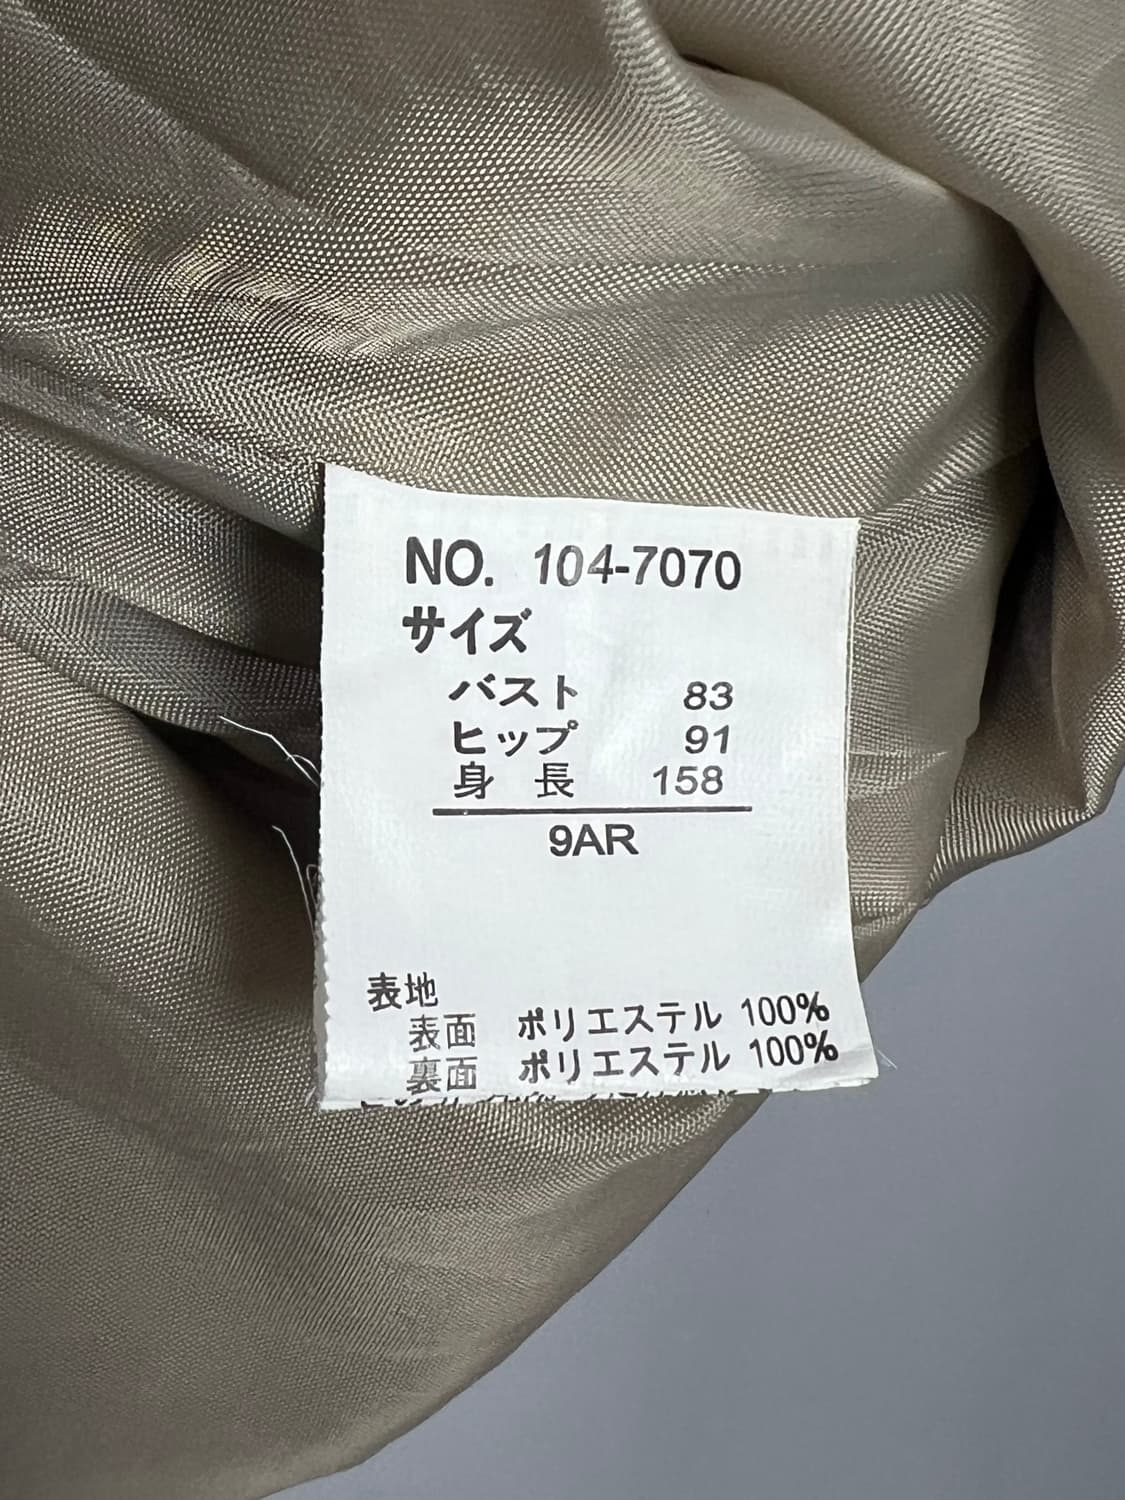 NO. 104-7070
サイズ
バスト 83
ヒップ 91
身 長 158
9AR
表地
表面 ポリエステル 100%
裏面 ポリエステル 100%